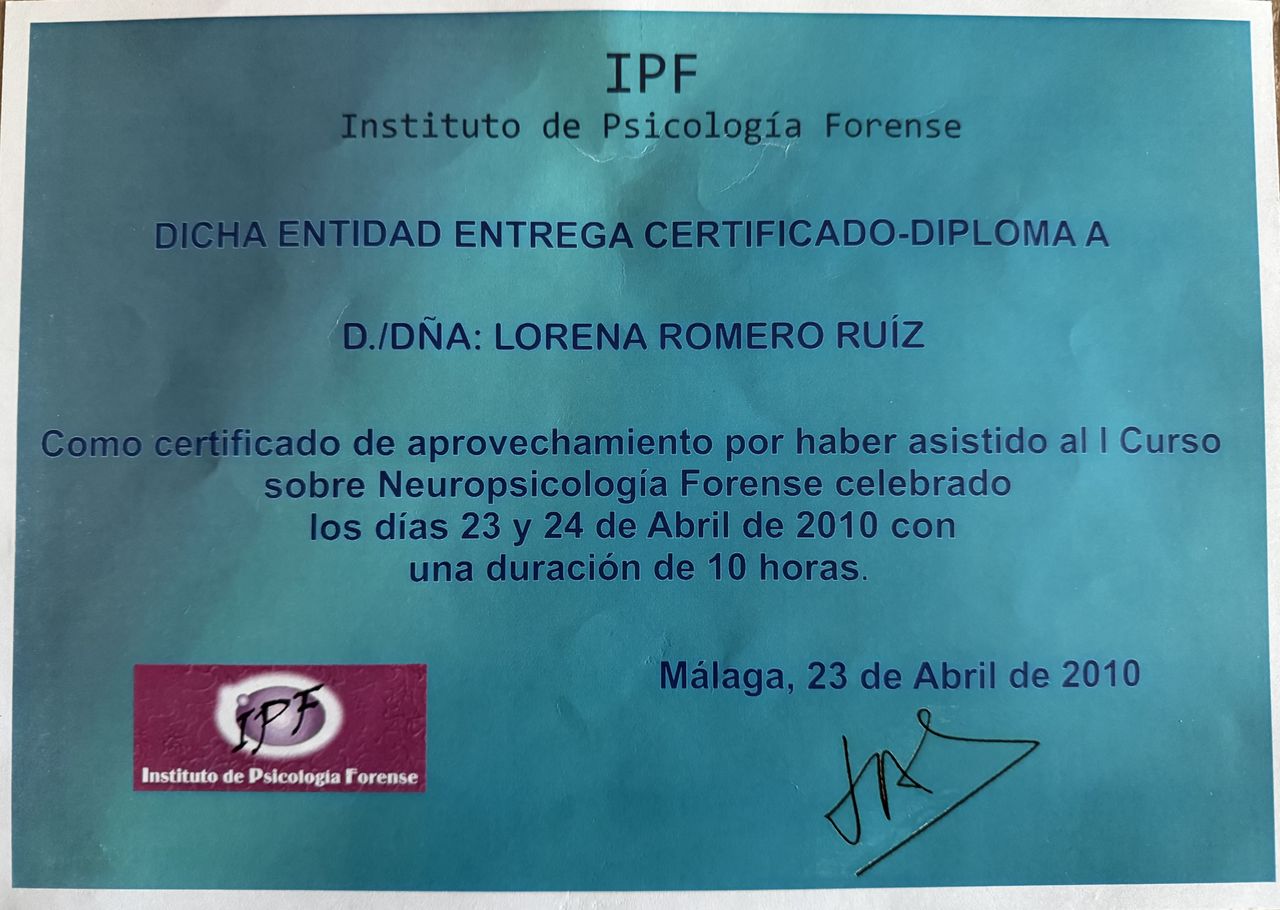 IPF
Instituto de Psicología Forense
DICHA ENTIDAD ENTREGA CERTIFICADO-DIPLOMA A
D./DÑA: LORENA ROMERO RUÍZ
Como certificado de aprovechamiento por haber asistido al I Curso
sobre Neuropsicología Forense celebrado
los días 23 y 24 de Abril de 2010 con
una duración de 10 horas.
Málaga, 23 de Abril de 2010
IPF
Instituto de Psicología Forense